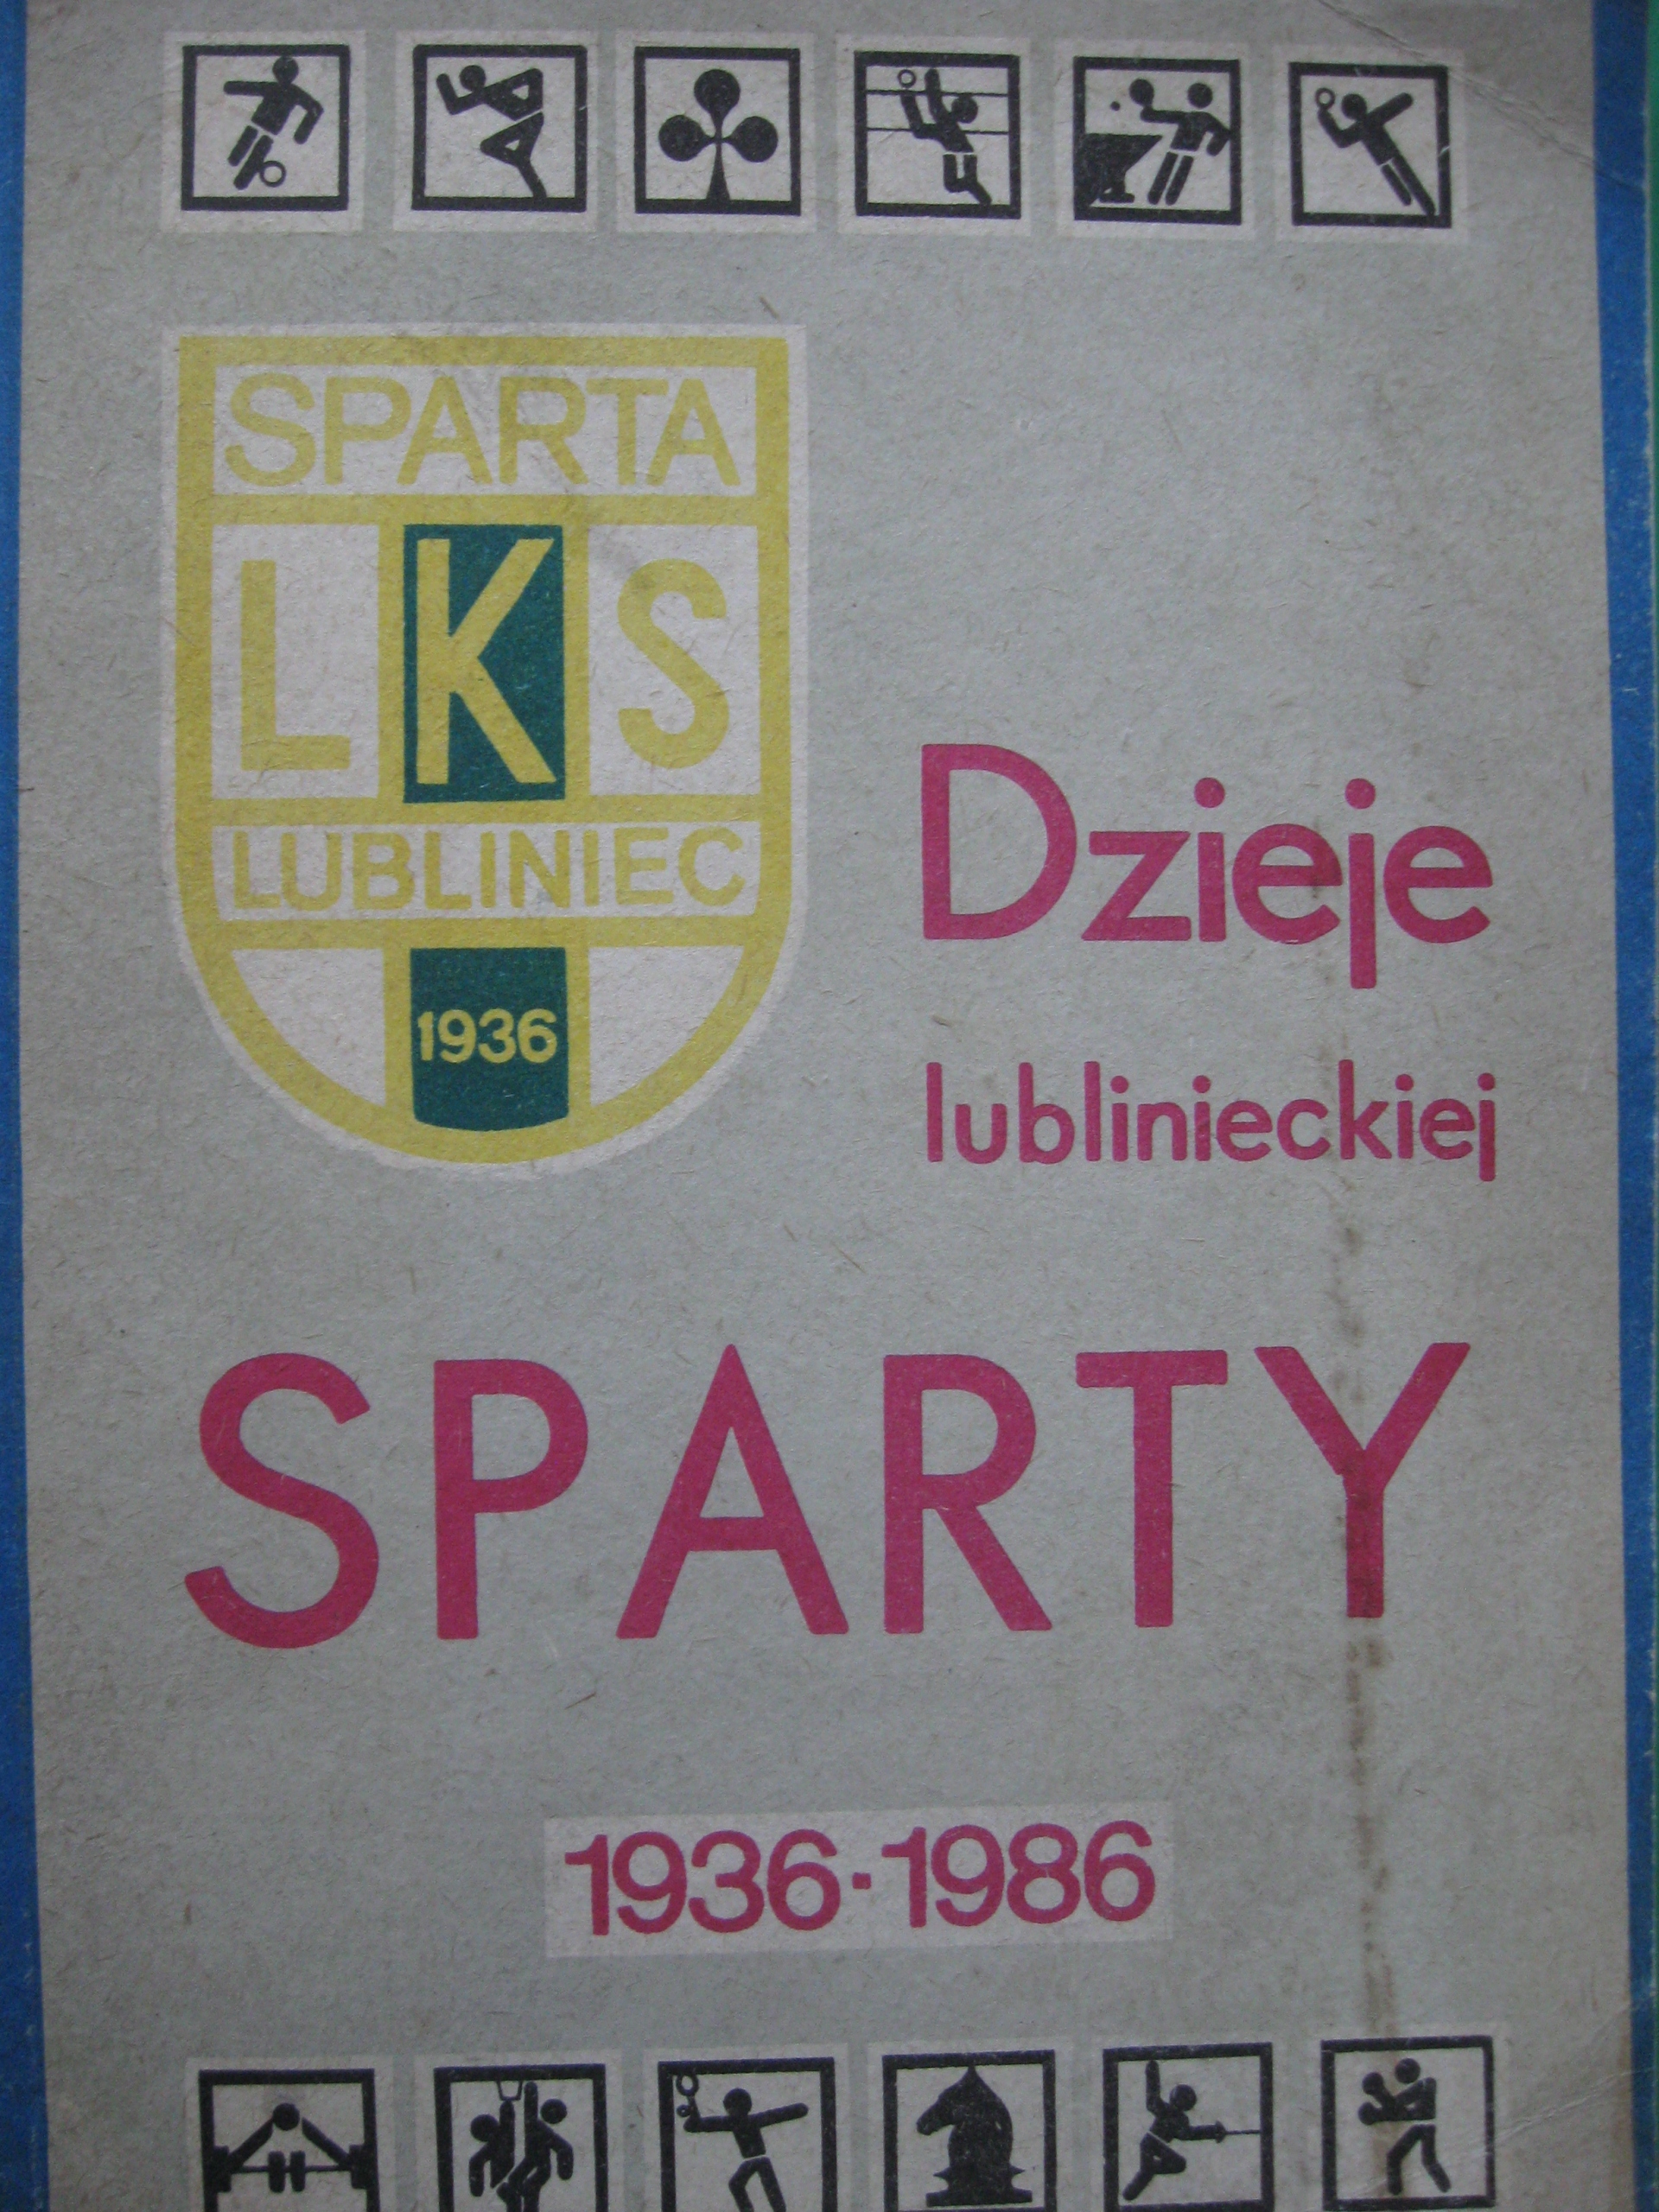 SPARTA
LKS
LUBLINIEC
1936
Dzieje
lublinieckiej
SPARTY
1936-1986